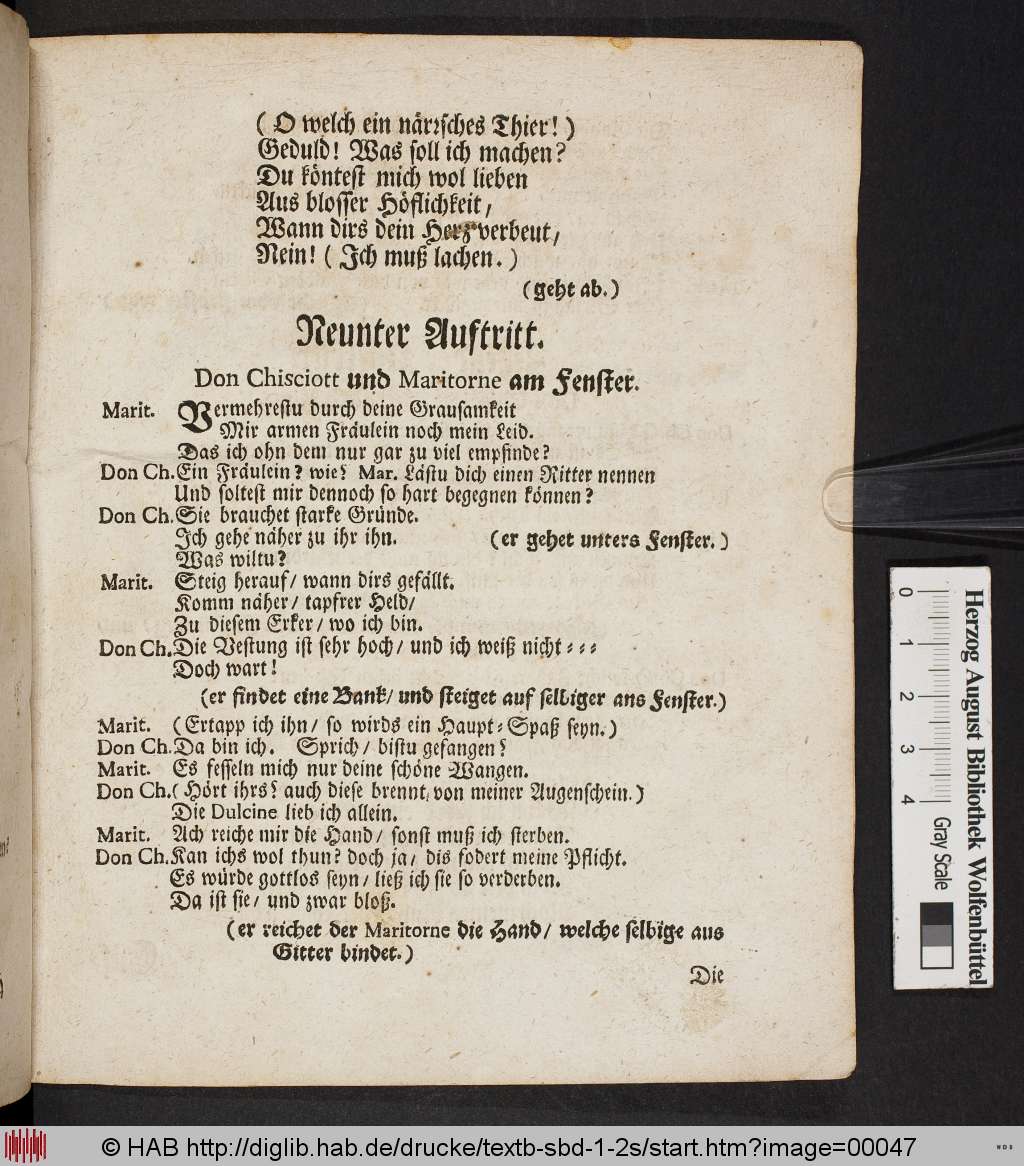 ( O welch ein närꝛsches Thier! )
Geduld! Was soll ich machen?
Du köntest mich wol lieben
Aus blosser Höflichkeit /
Wann dirs dein Herz verbeut /
Nein! ( Ich muß lachen. )
(geht ab.)
Neunter Auftritt.
Don Chisciott und Maritorne am Fenster.
Marit. Vermehrestu durch deine Grausamkeit
Mir armen Fräulein noch mein Leid.
Das ich ohn dem nur gar zu viel empfinde?
Don Ch. Ein Fräulein? wie? Mar. Lästu dich einen Ritter nennen
Und soltest mir dennoch so hart begegnen können?
Don Ch. Sie brauchet starke Gründe.
Ich gehe näher zu ihr ihn. (er gehet unters Fenster.)
Was wiltu?
Marit. Steig herauf / wann dirs gefällt.
Komm näher / tapfrer Held /
Zu diesem Erker / wo ich bin.
Don Ch. Die Vestung ist sehr hoch / und ich weiß nicht ⸗ ⸗ ⸗
Doch wart!
(er findet eine Bank / und steiget auf selbiger ans Fenster.)
Marit. (Ertapp ich ihn / so wirds ein Haupt⸗Spaß seyn.)
Don Ch. Da bin ich. Sprich / bistu gefangen?
Marit. Es fesseln mich nur deine schöne Wangen.
Don Ch. (Hört ihrs? auch diese brennt von meiner Augenschein.)
Die Dulcine lieb ich allein.
Marit. Ach reiche mir die Hand / sonst muß ich sterben.
Don Ch. Kan ichs wol thun? doch ja / dis fodert meine Pflicht.
Es würde gottlos seyn / ließ ich sie so verderben.
Da ist sie / und zwar bloß.
(er reichet der Maritorne die Hand / welche selbige aus
Gitter bindet.)
Die
0 1 2 3 4
Gray Scale
Herzog August Bibliothek Wolfenbüttel
© HAB http://diglib.hab.de/drucke/textb-sbd-1-2s/start.htm?image=00047